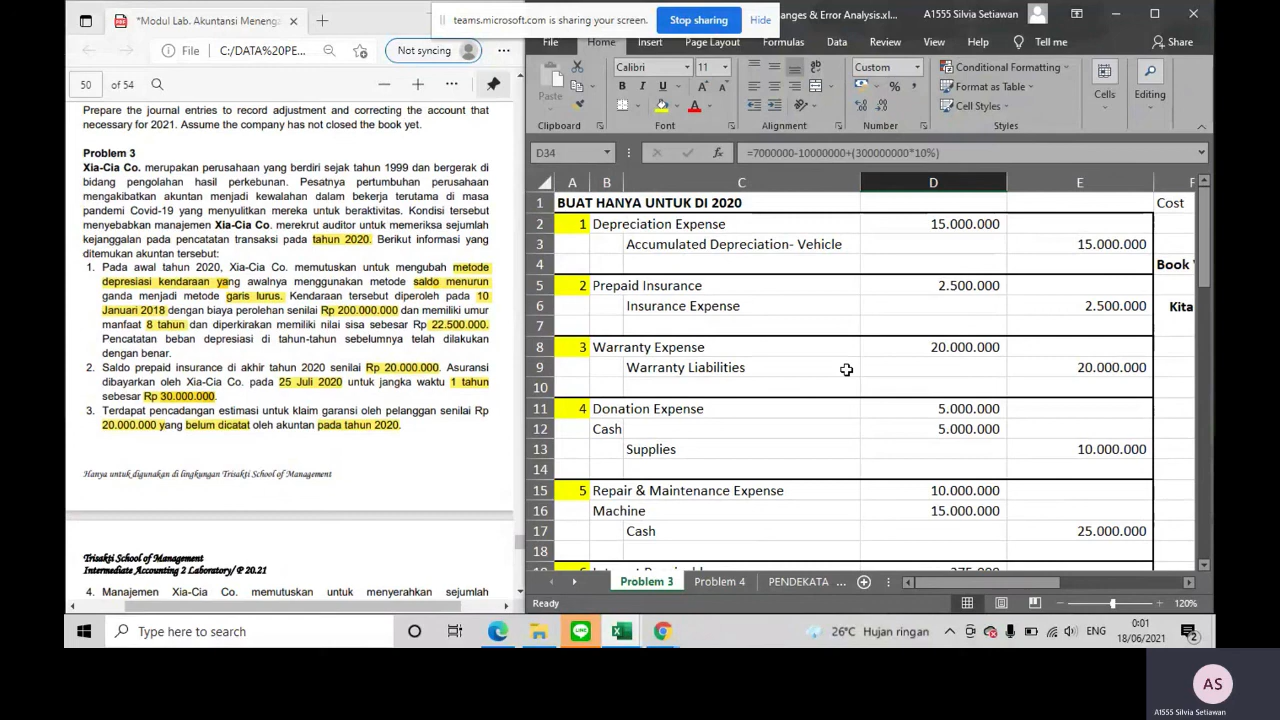 *Modul Lab. Akuntansi Meneng
teams.microsoft.com is sharing your screen.
Stop sharing
Hide
anges & Error Analysis.xl...
A1555 Silvia Setiawan
File
C:/DATA%20PE...
Not syncing
50 of 54
File Home Insert Page Layout Formulas Data Review View Help Tell me Share
Paste
Calibri 11
Custom
Conditional Formatting
Format as Table
Cell Styles
Cells
Editing
Clipboard Font Alignment Number Styles
D34
=7000000-10000000+(300000000*10%)
Prepare the journal entries to record adjustment and correcting the account that
necessary for 2021. Assume the company has not closed the book yet.
Problem 3
Xia-Cia Co. merupakan perusahaan yang berdiri sejak tahun 1999 dan bergerak di
bidang pengolahan hasil perkebunan. Pesatnya pertumbuhan perusahaan
mengakibatkan akuntan menjadi kewalahan dalam bekerja terutama di masa
pandemi Covid-19 yang menyulitkan mereka untuk beraktivitas. Kondisi tersebut
menyebabkan manajemen Xia-Cia Co. merekrut auditor untuk memeriksa sejumlah
kejanggalan pada pencatatan transaksi pada tahun 2020. Berikut informasi yang
ditemukan akuntan tersebut:
1. Pada awal tahun 2020, Xia-Cia Co. memutuskan untuk mengubah metode
depresiasi kendaraan yang awalnya menggunakan metode saldo menurun
ganda menjadi metode garis lurus. Kendaraan tersebut diperoleh pada 10
Januari 2018 dengan biaya perolehan senilai Rp 200.000.000 dan memiliki umur
manfaat 8 tahun dan diperkirakan memiliki nilai sisa sebesar Rp 22.500.000.
Pencatatan beban depresiasi di tahun-tahun sebelumnya telah dilakukan
dengan benar.
2. Saldo prepaid insurance di akhir tahun 2020 senilai Rp 20.000.000. Asuransi
dibayarkan oleh Xia-Cia Co. pada 25 Juli 2020 untuk jangka waktu 1 tahun
sebesar Rp 30.000.000.
3. Terdapat pencadangan estimasi untuk klaim garansi oleh pelanggan senilai Rp
20.000.000 yang belum dicatat oleh akuntan pada tahun 2020.
Hanya untuk digunakan di lingkungan Trisakti School of Management
Trisakti School of Management
Intermediate Accounting 2 Laboratory/ P 20.21
4. Manajemen Xia-Cia Co. memutuskan untuk menyerahkan sejumlah
A B C D E F
1 BUAT HANYA UNTUK DI 2020 Cost
2 1 Depreciation Expense 15.000.000
3 Accumulated Depreciation- Vehicle 15.000.000
4 Book
5 2 Prepaid Insurance 2.500.000
6 Insurance Expense 2.500.000 Kita
7
8 3 Warranty Expense 20.000.000
9 Warranty Liabilities 20.000.000
10
11 4 Donation Expense 5.000.000
12 Cash 5.000.000
13 Supplies 10.000.000
14
15 5 Repair & Maintenance Expense 10.000.000
16 Machine 15.000.000
17 Cash 25.000.000
18
Problem 3 Problem 4 PENDEKATA ...
Ready
120%
Type here to search
26°C Hujan ringan
ENG
0:01
18/06/2021
2
AS
A1555 Silvia Setiawan